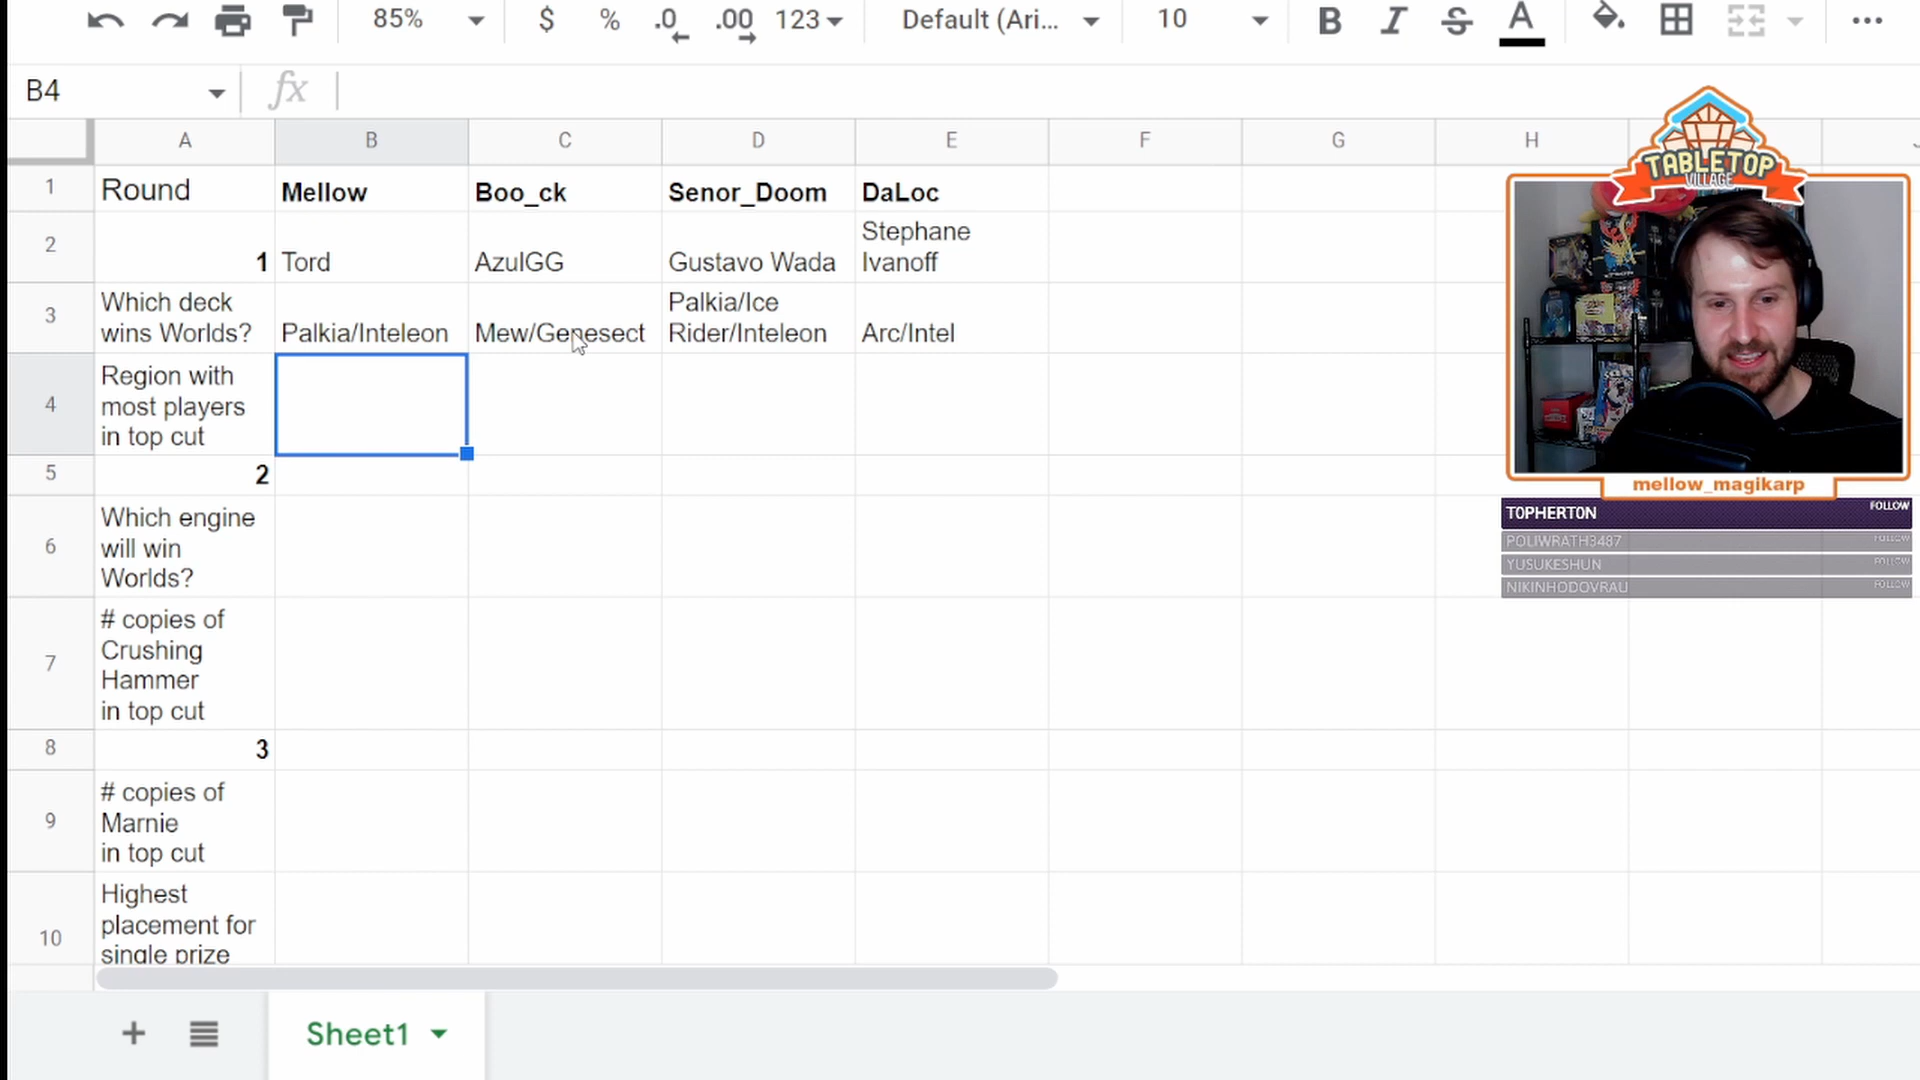 85%
$
%
.0
.00
123
Default (Ari...
10
B
I
S
A
B4
fx
A
B
C
D
E
F
G
H
1
Round
Mellow
Boo_ck
Senor_Doom
DaLoc
2
1
Tord
AzulGG
Gustavo Wada
Stephane
Ivanoff
3
Which deck
wins Worlds?
Palkia/Inteleon
Mew/Genesect
Palkia/Ice
Rider/Inteleon
Arc/Intel
4
Region with
most players
in top cut
5
2
6
Which engine
will win
Worlds?
7
# copies of
Crushing
Hammer
in top cut
8
3
9
# copies of
Marnie
in top cut
10
Highest
placement for
single prize
Sheet1
TABLETOP
VILLAGE
mellow_magikarp
T0PHERT0N
FOLLOW
POLIWRATH3487
FOLLOW
YUSUKESHUN
FOLLOW
NIKINHODOVRAU
FOLLOW